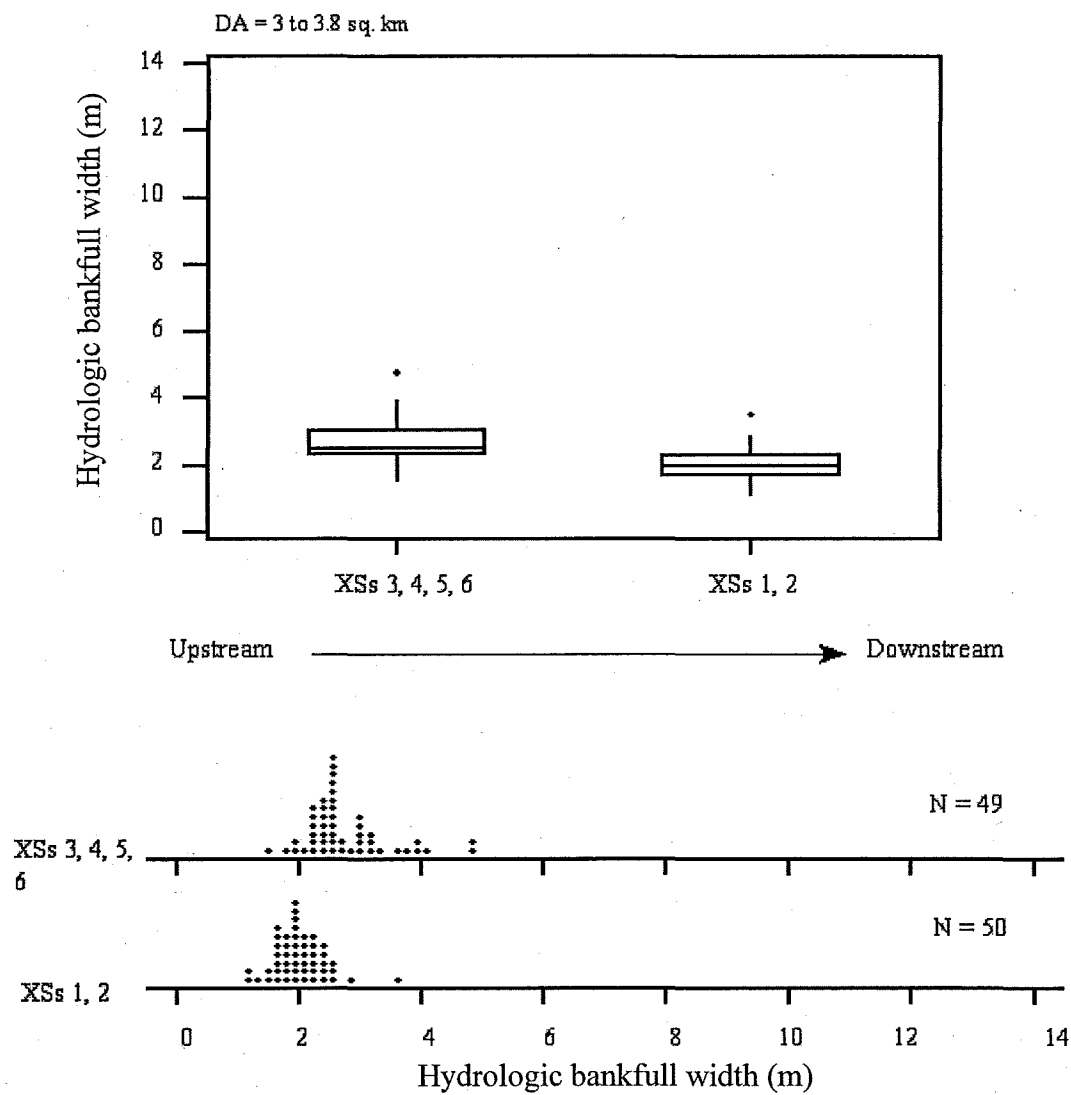 DA = 3 to 3.8 sq. km
Hydrologic bankfull width (m)
14
12
10
8
6
4
2
0
XSs 3, 4, 5, 6
XSs 1, 2
Upstream
Downstream
N = 49
XSs 3, 4, 5,
6
N = 50
XSs 1, 2
0 2 4 6 8 10 12 14
Hydrologic bankfull width (m)